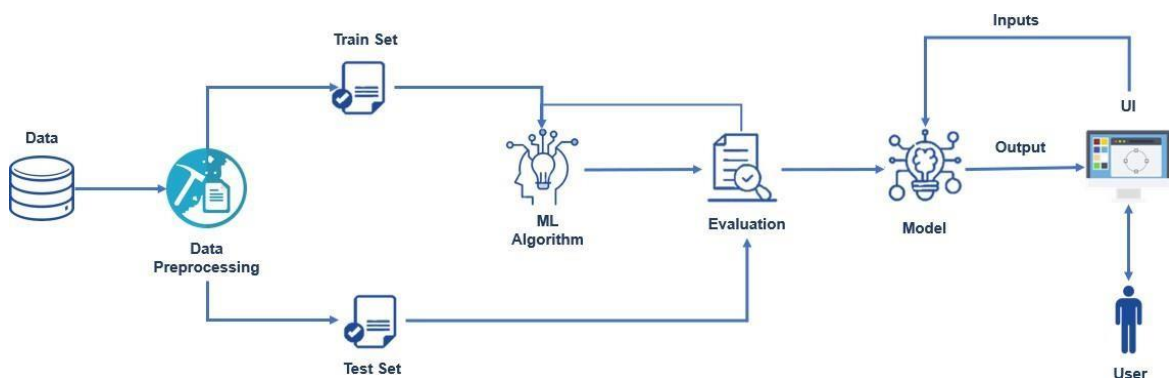 Inputs
Train Set
UI
Data
Output
ML
Algorithm
Evaluation
Model
Data
Preprocessing
Test Set
User